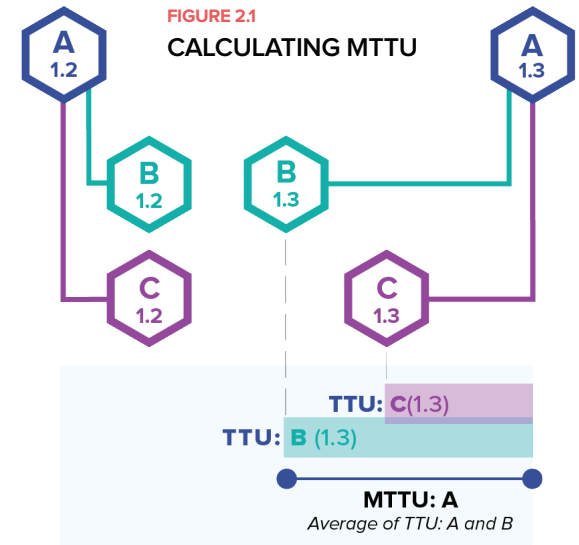 FIGURE 2.1
CALCULATING MTTU
A
1.2
A
1.3
B
1.2
B
1.3
C
1.2
C
1.3
TTU: C(1.3)
TTU: B (1.3)
MTTU: A
Average of TTU: A and B